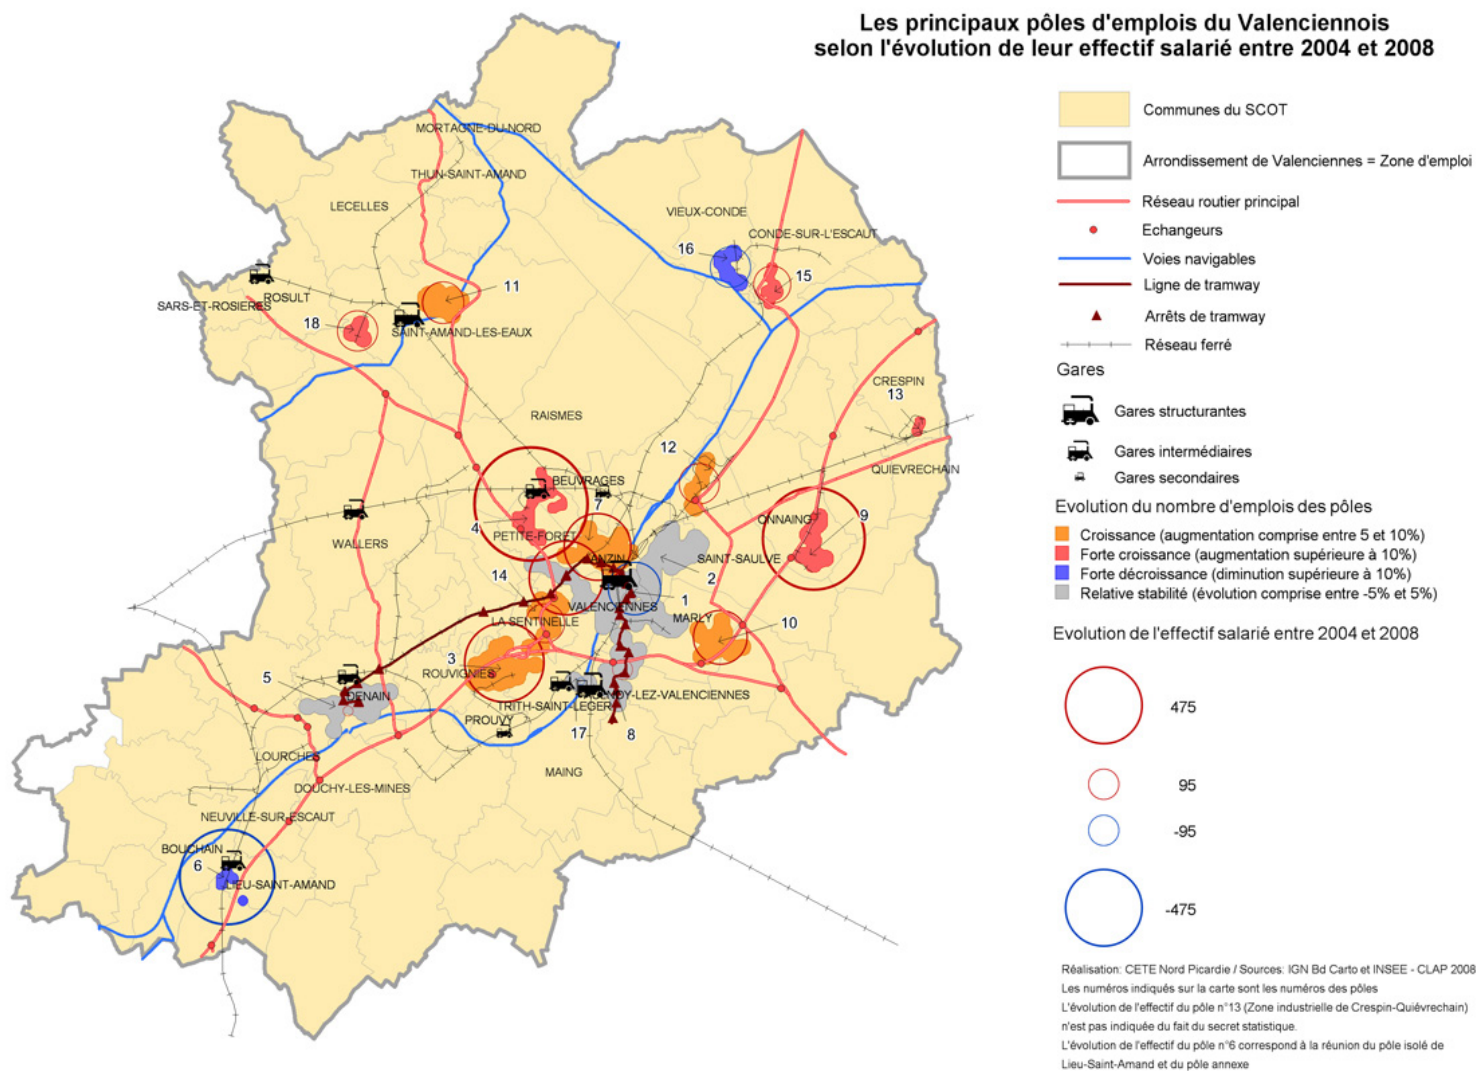 Les principaux pôles d'emplois du Valenciennois
selon l'évolution de leur effectif salarié entre 2004 et 2008
Communes du SCOT
Arrondissement de Valenciennes = Zone d'emploi
Réseau routier principal
Echangeurs
Voies navigables
Ligne de tramway
Arrêts de tramway
Réseau ferré
Gares
Gares structurantes
Gares intermédiaires
Gares secondaires
Evolution du nombre d'emplois des pôles
Croissance (augmentation comprise entre 5 et 10%)
Forte croissance (augmentation supérieure à 10%)
Forte décroissance (diminution supérieure à 10%)
Relative stabilité (évolution comprise entre -5% et 5%)
Evolution de l'effectif salarié entre 2004 et 2008
475
95
-95
-475
Réalisation: CETE Nord Picardie / Sources: IGN Bd Carto et INSEE - CLAP 2008
Les numéros indiqués sur la carte sont les numéros des pôles
L'évolution de l'effectif du pôle n°13 (Zone industrielle de Crespin-Quiévrechain)
n'est pas indiquée du fait du secret statistique.
L'évolution de l'effectif du pôle n°6 correspond à la réunion du pôle isolé de
Lieu-Saint-Amand et du pôle annexe
MORTAGNE-DU-NORD
THUN-SAINT-AMAND
LECELLES
VIEUX-CONDE
CONDE-SUR-L'ESCAUT
16
15
11
ROSULT
SARS-ET-ROSIERES
18
SAINT-AMAND-LES-EAUX
CRESPIN
13
RAISMES
12
QUIEVRECHAIN
BEUVRAGES
7
4
ONNAING
9
PETITE-FORET
WALLERS
ANZIN
SAINT-SAULVE
14
2
VALENCIENNES
1
LA SENTINELLE
MARLY
10
3
ROUVIGNIES
5
DENAIN
AULNOY-LEZ-VALENCIENNES
TRITH-SAINT-LEGER
PROUVY
17
8
LOURCHES
MAING
DOUCHY-LES-MINES
NEUVILLE-SUR-ESCAUT
BOUCHAIN
6
LIEU-SAINT-AMAND